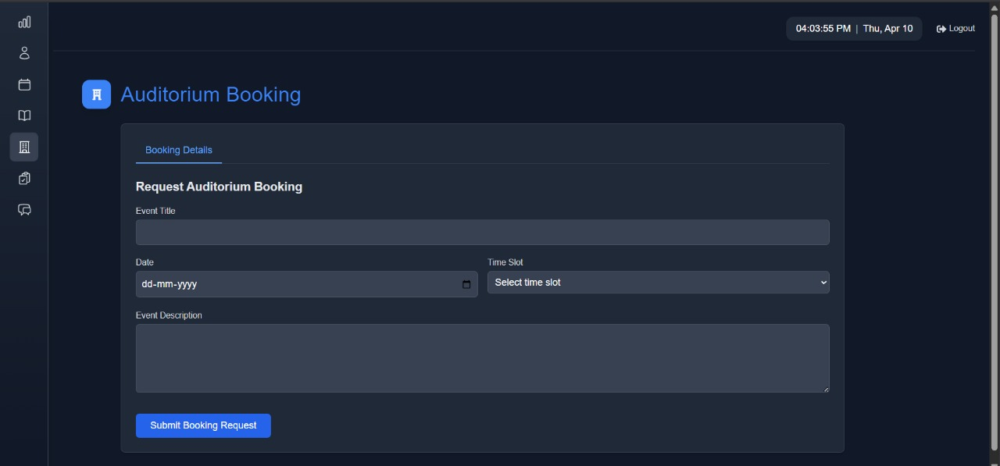 04:03:55 PM | Thu, Apr 10 Logout
Auditorium Booking
Booking Details
Request Auditorium Booking
Event Title
Date Time Slot
dd-mm-yyyy Select time slot
Event Description
Submit Booking Request